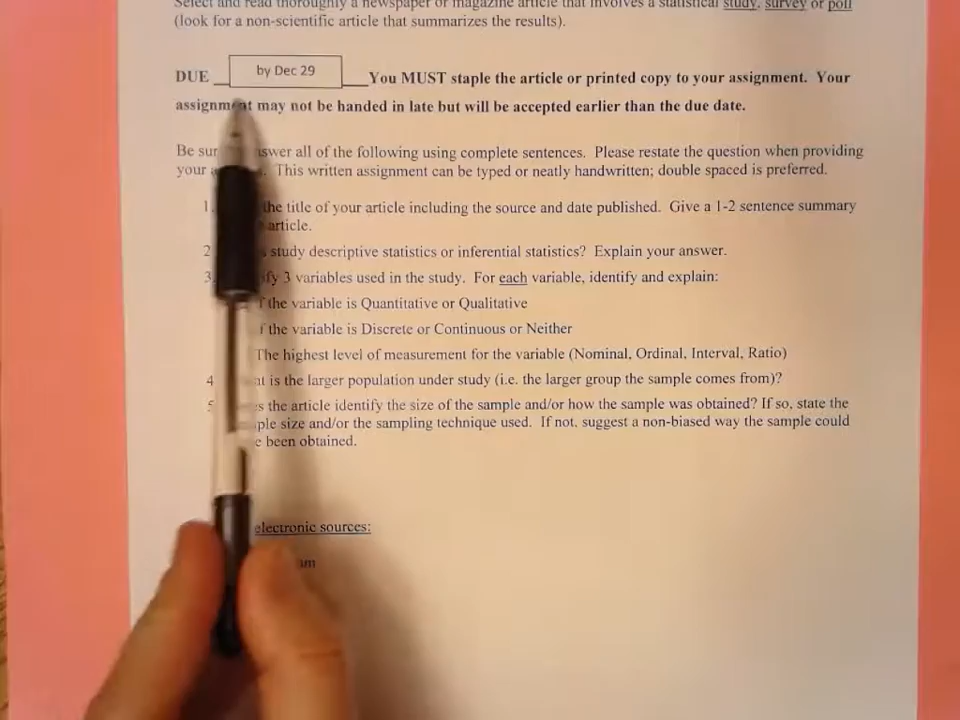 Select and read thoroughly a newspaper or magazine article that involves a statistical study, survey or poll
(look for a non-scientific article that summarizes the results).
DUE by Dec 29 You MUST staple the article or printed copy to your assignment. Your
assignment may not be handed in late but will be accepted earlier than the due date.
Be answer all of the following using complete sentences. Please restate the question when providing
your This written assignment can be typed or neatly handwritten; double spaced is preferred.
1. the title of your article including the source and date published. Give a 1-2 sentence summary
article.
2 study descriptive statistics or inferential statistics? Explain your answer.
3. 3 variables used in the study. For each variable, identify and explain:
the variable is Quantitative or Qualitative
the variable is Discrete or Continuous or Neither
The highest level of measurement for the variable (Nominal, Ordinal, Interval, Ratio)
4 is the larger population under study (i.e. the larger group the sample comes from)?
5 the article identify the size of the sample and/or how the sample was obtained? If so, state the
size and/or the sampling technique used. If not, suggest a non-biased way the sample could
been obtained.
electronic sources: